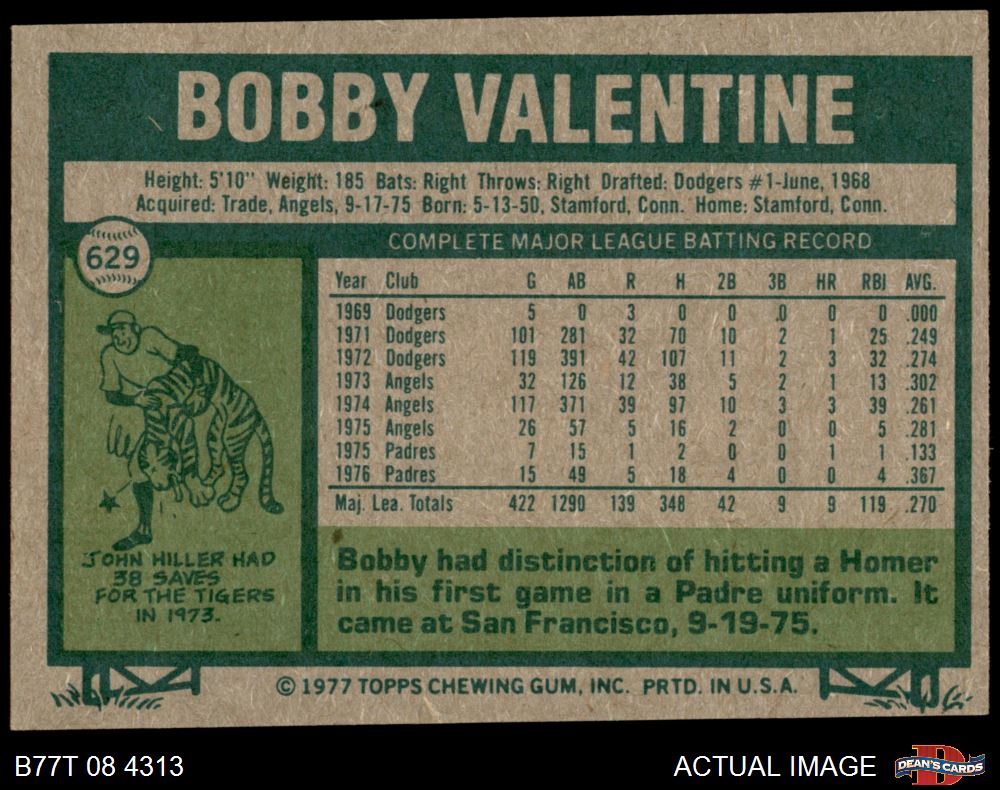 BOBBY VALENTINE
Height: 5'10" Weight: 185 Bats: Right Throws: Right Drafted: Dodgers #1-June, 1968
Acquired: Trade, Angels, 9-17-75 Born: 5-13-50, Stamford, Conn. Home: Stamford, Conn.
629
COMPLETE MAJOR LEAGUE BATTING RECORD
Year Club G AB R H 2B 3B HR RBI AVG.
1969 Dodgers 5 0 3 0 0 .0 0 0 .000
1971 Dodgers 101 281 32 70 10 2 1 25 .249
1972 Dodgers 119 391 42 107 11 2 3 32 .274
1973 Angels 32 126 12 38 5 2 1 13 .302
1974 Angels 117 371 39 97 10 3 3 39 .261
1975 Angels 26 57 5 16 2 0 0 5 .281
1975 Padres 7 15 1 2 0 0 1 1 .133
1976 Padres 15 49 5 18 4 0 0 4 .367
Maj. Lea. Totals 422 1290 139 348 42 9 9 119 .270
JOHN HILLER HAD
38 SAVES
FOR THE TIGERS
IN 1973.
Bobby had distinction of hitting a Homer
in his first game in a Padre uniform. It
came at San Francisco, 9-19-75.
© 1977 TOPPS CHEWING GUM, INC. PRTD. IN U.S.A.
B77T 08 4313
ACTUAL IMAGE
DEAN'S CARDS